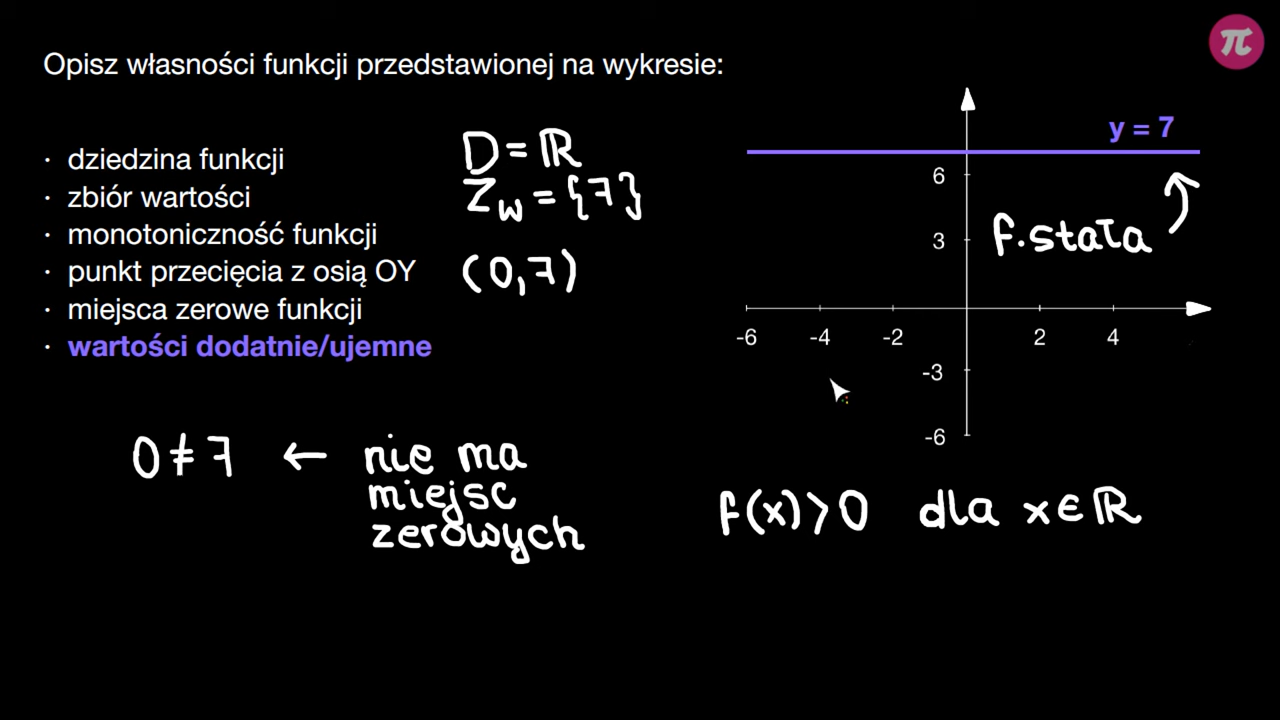 π
Opisz własności funkcji przedstawionej na wykresie:
· dziedzina funkcji
D = ℝ
· zbiór wartości
Zw = {7}
· monotoniczność funkcji
· punkt przecięcia z osią OY
(0,7)
· miejsca zerowe funkcji
· wartości dodatnie/ujemne
y = 7
6
3
f. stała
-6 -4 -2 2 4
-3
-6
0 ≠ 7 ← nie ma
miejsc
zerowych
f(x) > 0 dla x ∈ ℝ